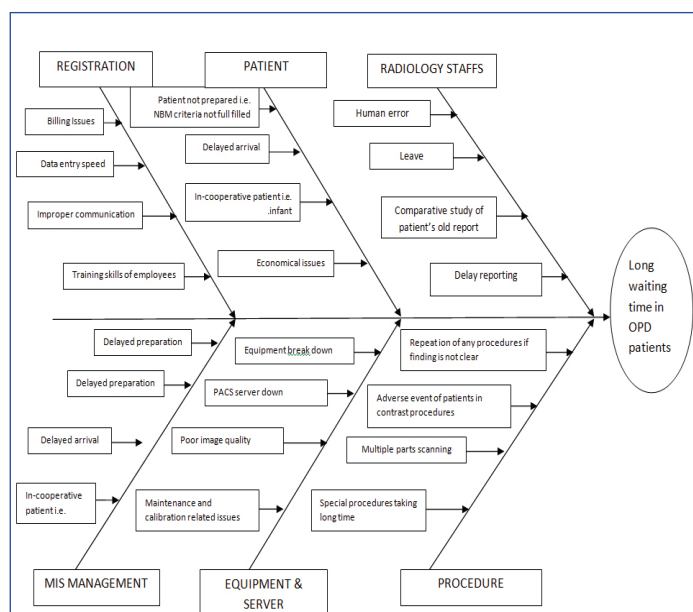 REGISTRATION
PATIENT
RADIOLOGY STAFFS
Billing Issues
Data entry speed
Improper communication
Training skills of employees
Patient not prepared i.e.
NBM criteria not full filled
Delayed arrival
In-cooperative patient i.e.
.infant
Economical issues
Human error
Leave
Comparative study of
patient's old report
Delay reporting
Long
waiting
time in
OPD
patients
Delayed preparation
Delayed preparation
Delayed arrival
In-cooperative
patient i.e.
Equipment break down
PACS server down
Poor image quality
Maintenance and
calibration related issues
Repeation of any procedures if
finding is not clear
Adverse event of patients in
contrast procedures
Multiple parts scanning
Special procedures taking
long time
MIS MANAGEMENT
EQUIPMENT &
SERVER
PROCEDURE